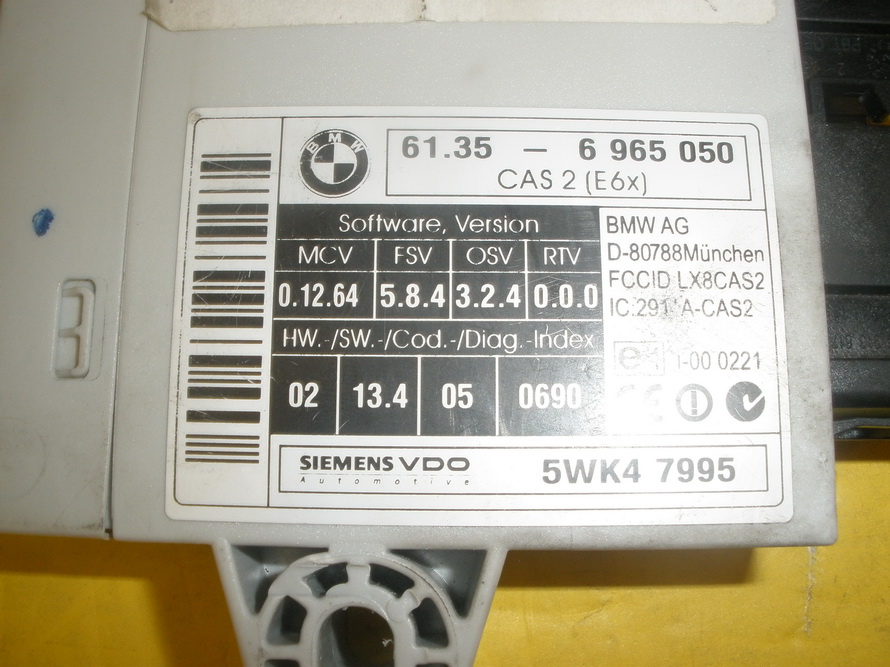 BMW
61.35 – 6 965 050
CAS 2 (E6x)
Software, Version
MCV FSV OSV RTV
0.12.64 5.8.4 3.2.4 0.0.0
HW.-/SW.-/Cod.-/Diag.-Index
02 13.4 05 0690
BMW AG
D-80788München
FCCID LX8CAS2
A-CAS2
0221
SIEMENS VDO
Automotive
5WK4 7995